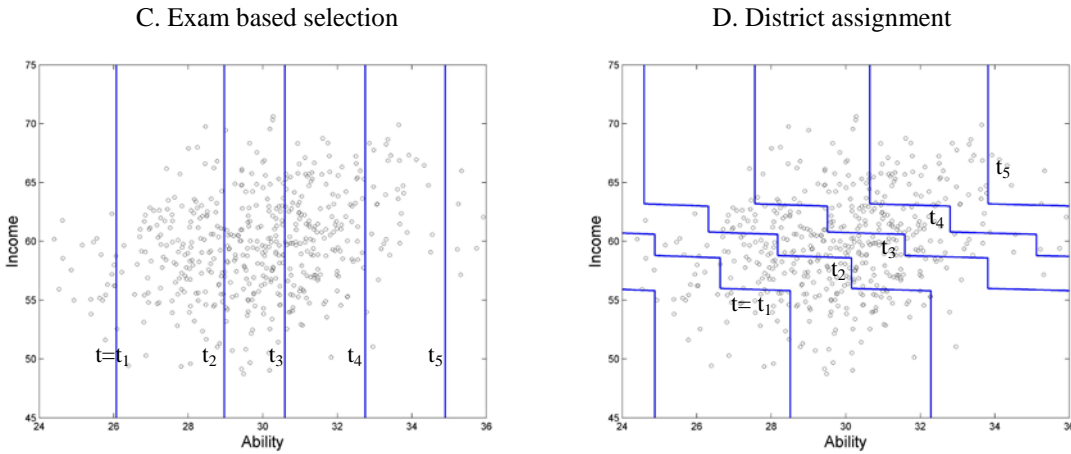 C. Exam based selection
75
70
65
60
55
50
45
Income
t=t1
t2
t3
t4
t5
24
26
28
30
32
34
36
Ability
D. District assignment
75
70
65
60
55
50
45
Income
t5
t4
t3
t2
t= t1
24
26
28
30
32
34
36
Ability